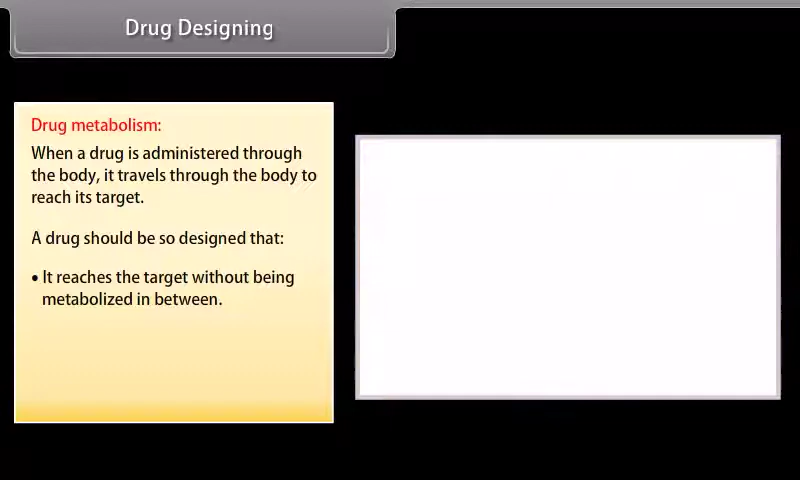 Drug Designing
Drug metabolism:
When a drug is administered through
the body, it travels through the body to
reach its target.
A drug should be so designed that:
• It reaches the target without being
metabolized in between.